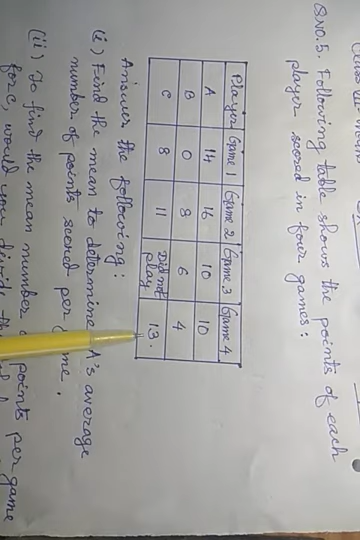 Q.NO.5. Following table shows the points of each
player scored in four games:
Player Game 1 Game 2 Game 3 Game 4
A 14 16 10 10
B 0 8 6 4
C 8 11 Did not play 13.
Answer the following:
(i) Find the mean to determine A's average
number of points scored per
(ii) To find the mean number points per game
for C, would you divide the